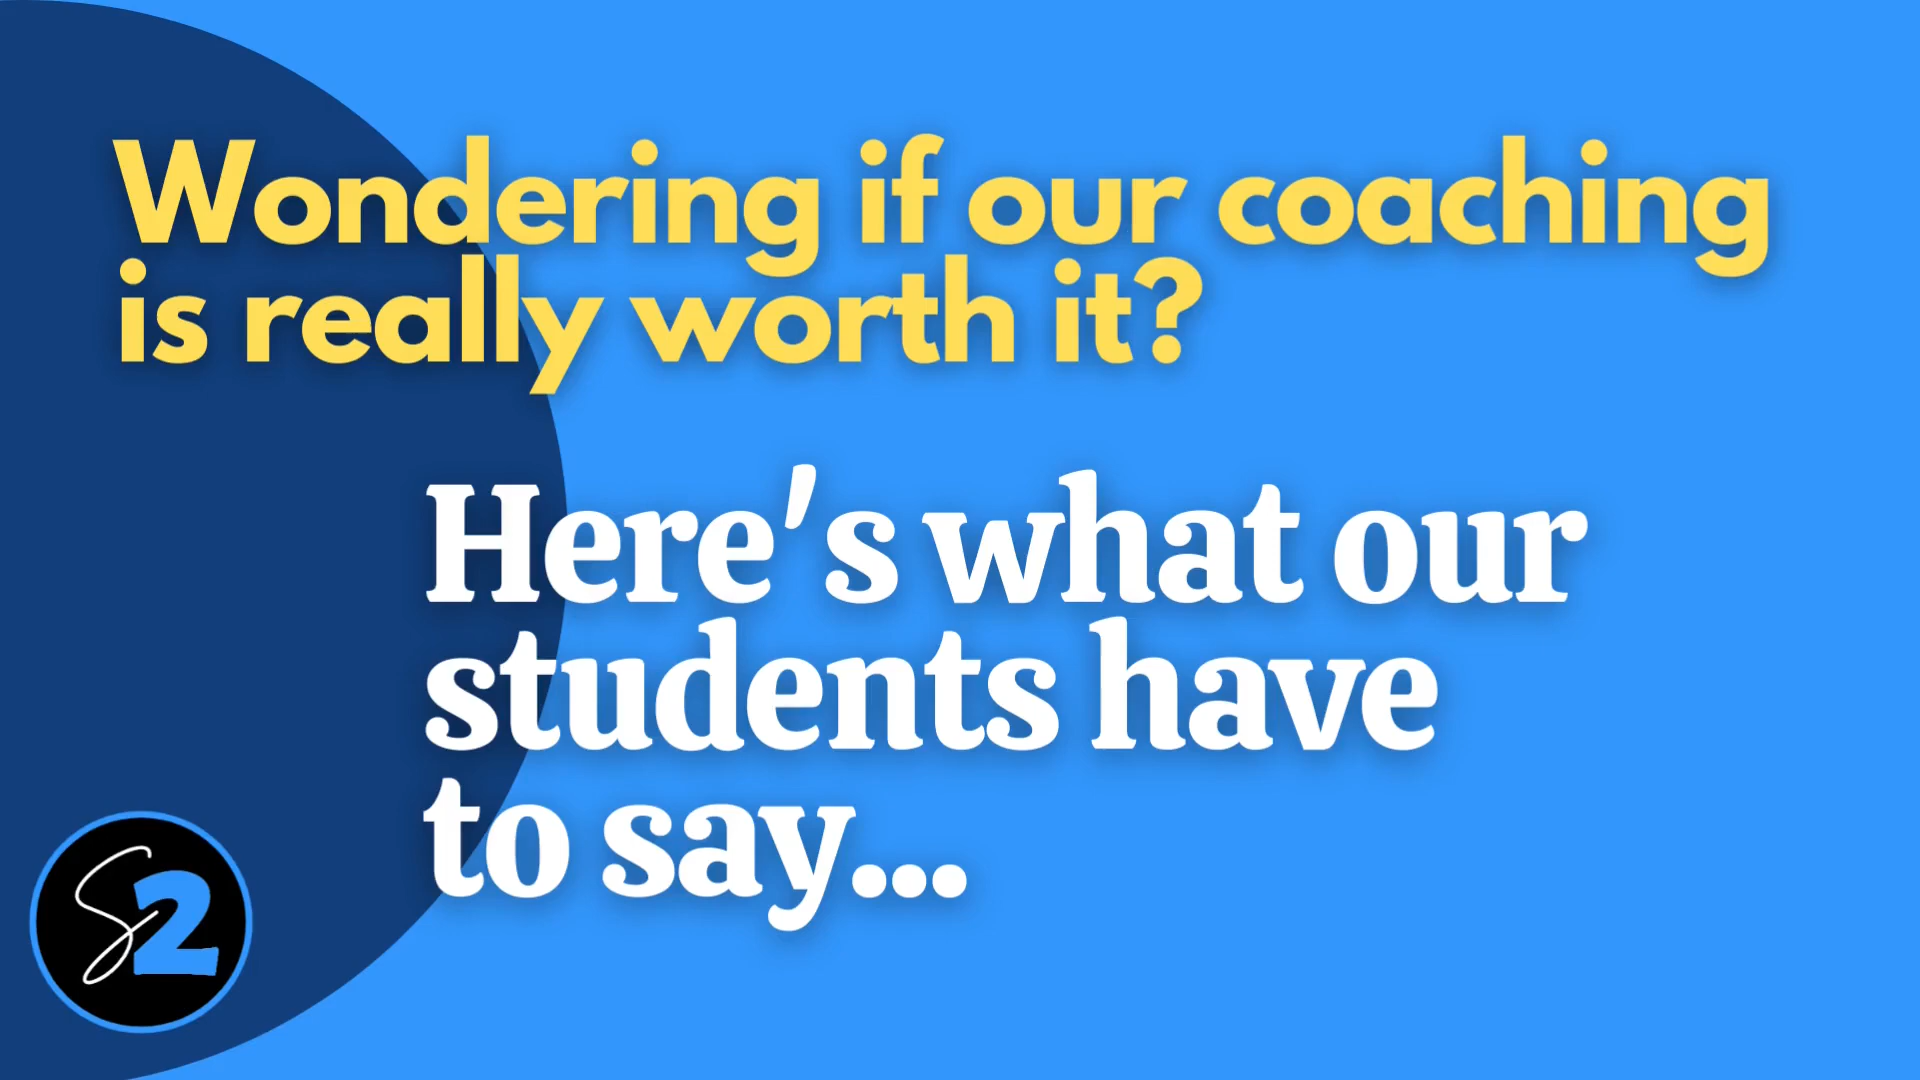 Wondering if our coaching
is really worth it?
Here's what our
students have
to say...
S2